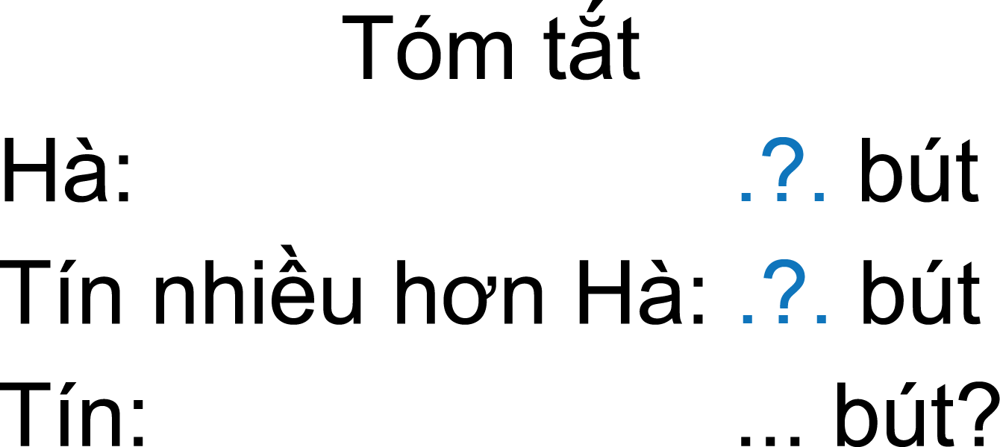 Tóm tắt
Hà: .?. bút
Tín nhiều hơn Hà: .?. bút
Tín: ... bút?